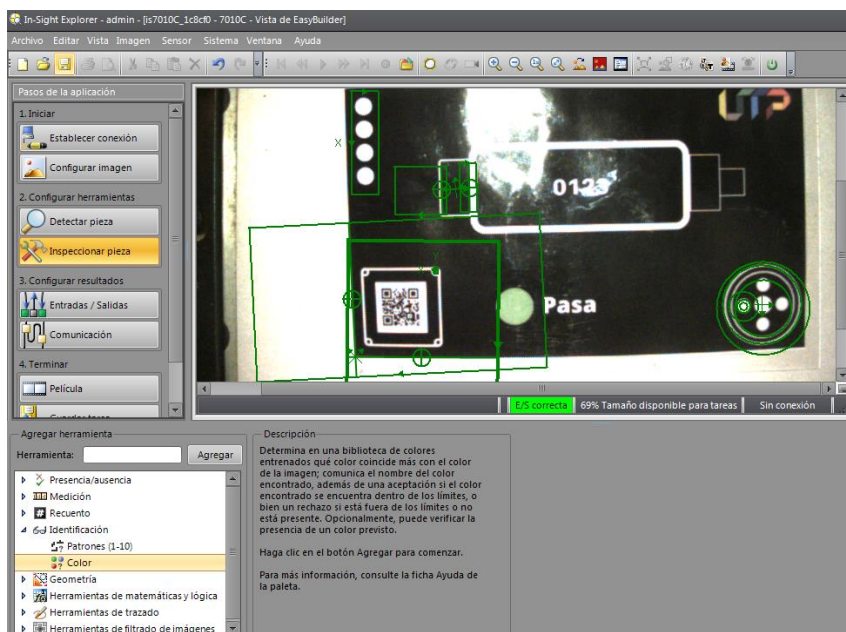 In-Sight Explorer - admin - [is7010C_1c8cf0 - 7010C - Vista de EasyBuilder]
Archivo Editar Vista Imagen Sensor Sistema Ventana Ayuda
Pasos de la aplicación
1. Iniciar
Establecer conexión
Configurar imagen
2. Configurar herramientas
Detectar pieza
Inspeccionar pieza
3. Configurar resultados
Entradas / Salidas
Comunicación
4. Terminar
Película
UTP
X
0123
Pasa
E/S correcta 69% Tamaño disponible para tareas Sin conexión
Agregar herramienta
Herramienta: Agregar
Presencia/ausencia
Medición
Recuento
Identificación
Patrones (1-10)
Color
Geometría
Herramientas de matemáticas y lógica
Herramientas de trazado
Herramientas de filtrado de imágenes
Descripción
Determina en una biblioteca de colores
entrenados qué color coincide más con el color
de la imagen; comunica el nombre del color
encontrado, además de una aceptación si el color
encontrado se encuentra dentro de los límites, o
bien un rechazo si está fuera de los límites o no
está presente. Opcionalmente, puede verificar la
presencia de un color previsto.
Haga clic en el botón Agregar para comenzar.
Para más información, consulte la ficha Ayuda de
la paleta.